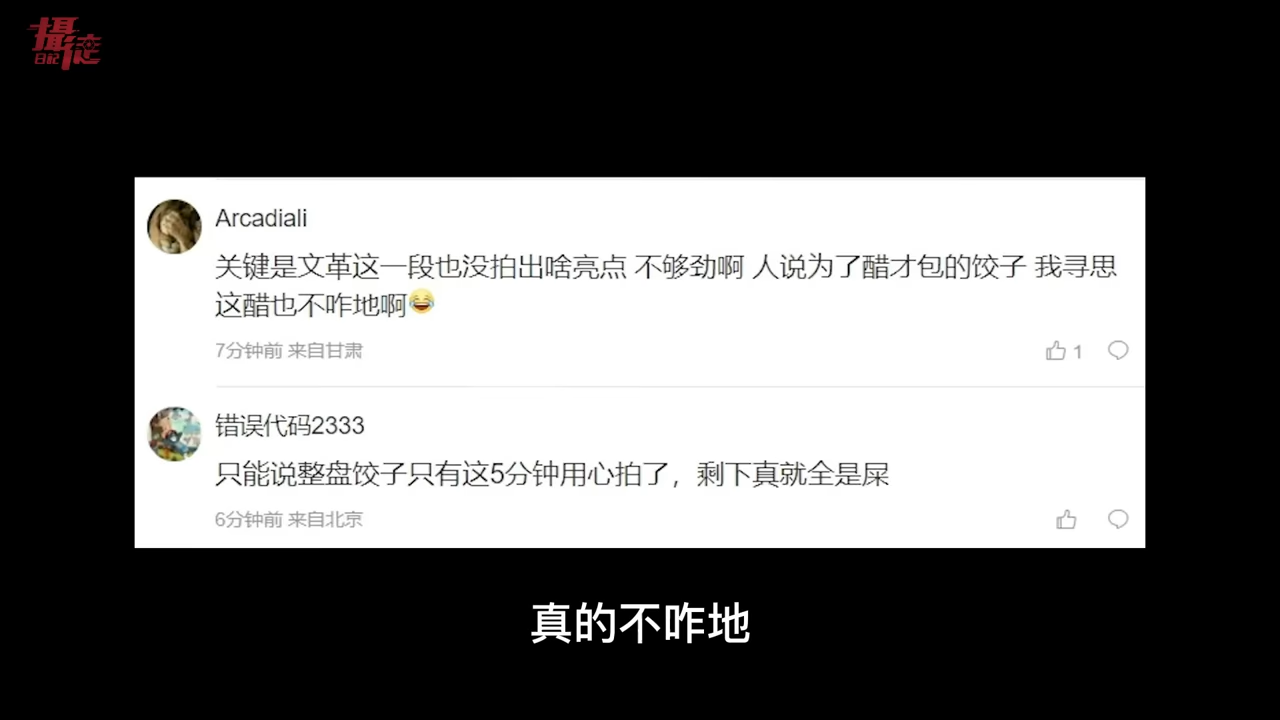 攝徒
日記
Arcadiali
关键是文革这一段也没拍出啥亮点 不够劲啊 人说为了醋才包的饺子 我寻思
这醋也不咋地啊😂
7分钟前 来自甘肃
1
错误代码2333
只能说整盘饺子只有这5分钟用心拍了，剩下真就全是屎
6分钟前 来自北京
真的不咋地